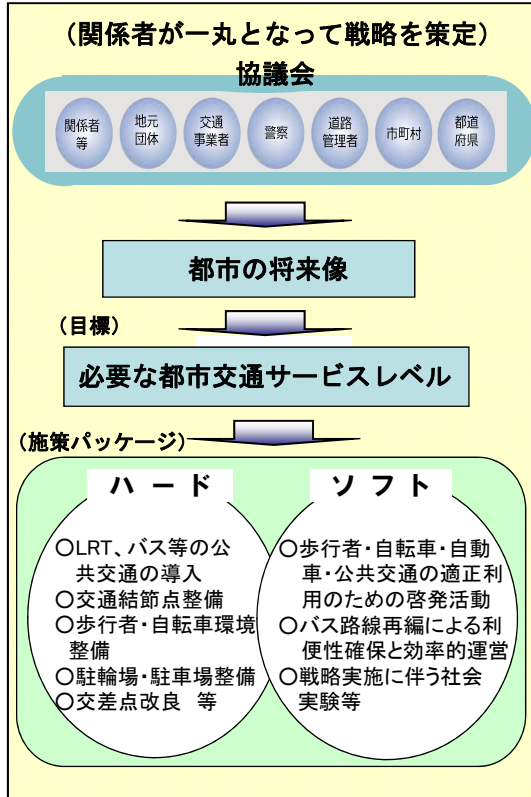 (関係者が一丸となって戦略を策定)
協議会
関係者
等
地元
団体
交通
事業者
警察
道路
管理者
市町村
都道
府県
都市の将来像
(目標)
必要な都市交通サービスレベル
(施策パッケージ)
ハ ー ド
○LRT、バス等の公
共交通の導入
○交通結節点整備
○歩行者・自転車環境
整備
○駐輪場・駐車場整備
○交差点改良 等
ソ フ ト
○歩行者・自転車・自動
車・公共交通の適正利
用のための啓発活動
○バス路線再編による利
便性確保と効率的運営
○戦略実施に伴う社会
実験等